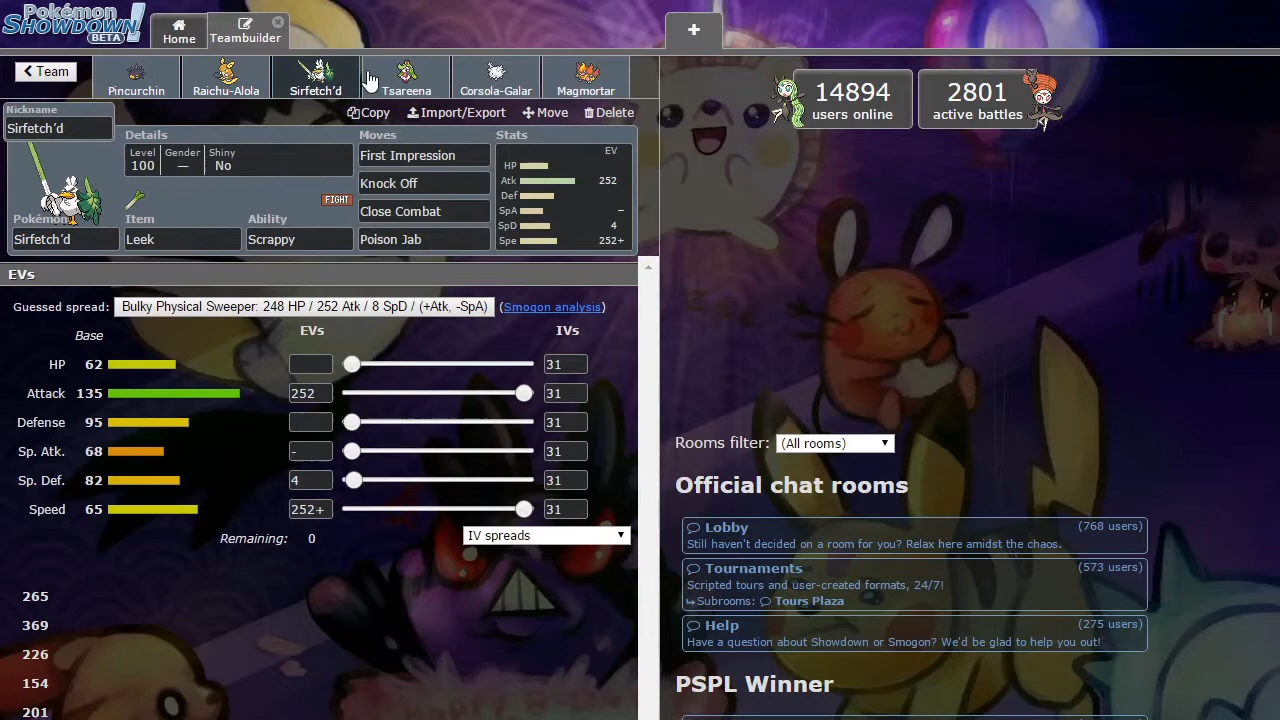 Pokémon
SHOWDOWN!
BETA
Home
Teambuilder
+
Team
Pincurchin
Raichu-Alola
Sirfetch'd
Tsareena
Corsola-Galar
Magmortar
14894
users online
2801
active battles
Nickname
Sirfetch'd
Copy
Import/Export
Move
Delete
Details
Level
100
Gender
—
Shiny
No
FIGHT
Pokémon
Sirfetch'd
Item
Leek
Ability
Scrappy
Moves
First Impression
Knock Off
Close Combat
Poison Jab
Stats
EV
HP
Atk 252
Def
SpA –
SpD 4
Spe 252+
EVs
Guessed spread: Bulky Physical Sweeper: 248 HP / 252 Atk / 8 SpD / (+Atk, -SpA) (Smogon analysis)
Base EVs IVs
HP 62 31
Attack 135 252 31
Defense 95 31
Sp. Atk. 68 - 31
Sp. Def. 82 4 31
Speed 65 252+ 31
Remaining: 0
IV spreads
265
369
226
154
201
Rooms filter: (All rooms)
Official chat rooms
Lobby (768 users)
Still haven't decided on a room for you? Relax here amidst the chaos.
Tournaments (573 users)
Scripted tours and user-created formats, 24/7!
Subrooms: Tours Plaza
Help (275 users)
Have a question about Showdown or Smogon? We'd be glad to help you out!
PSPL Winner